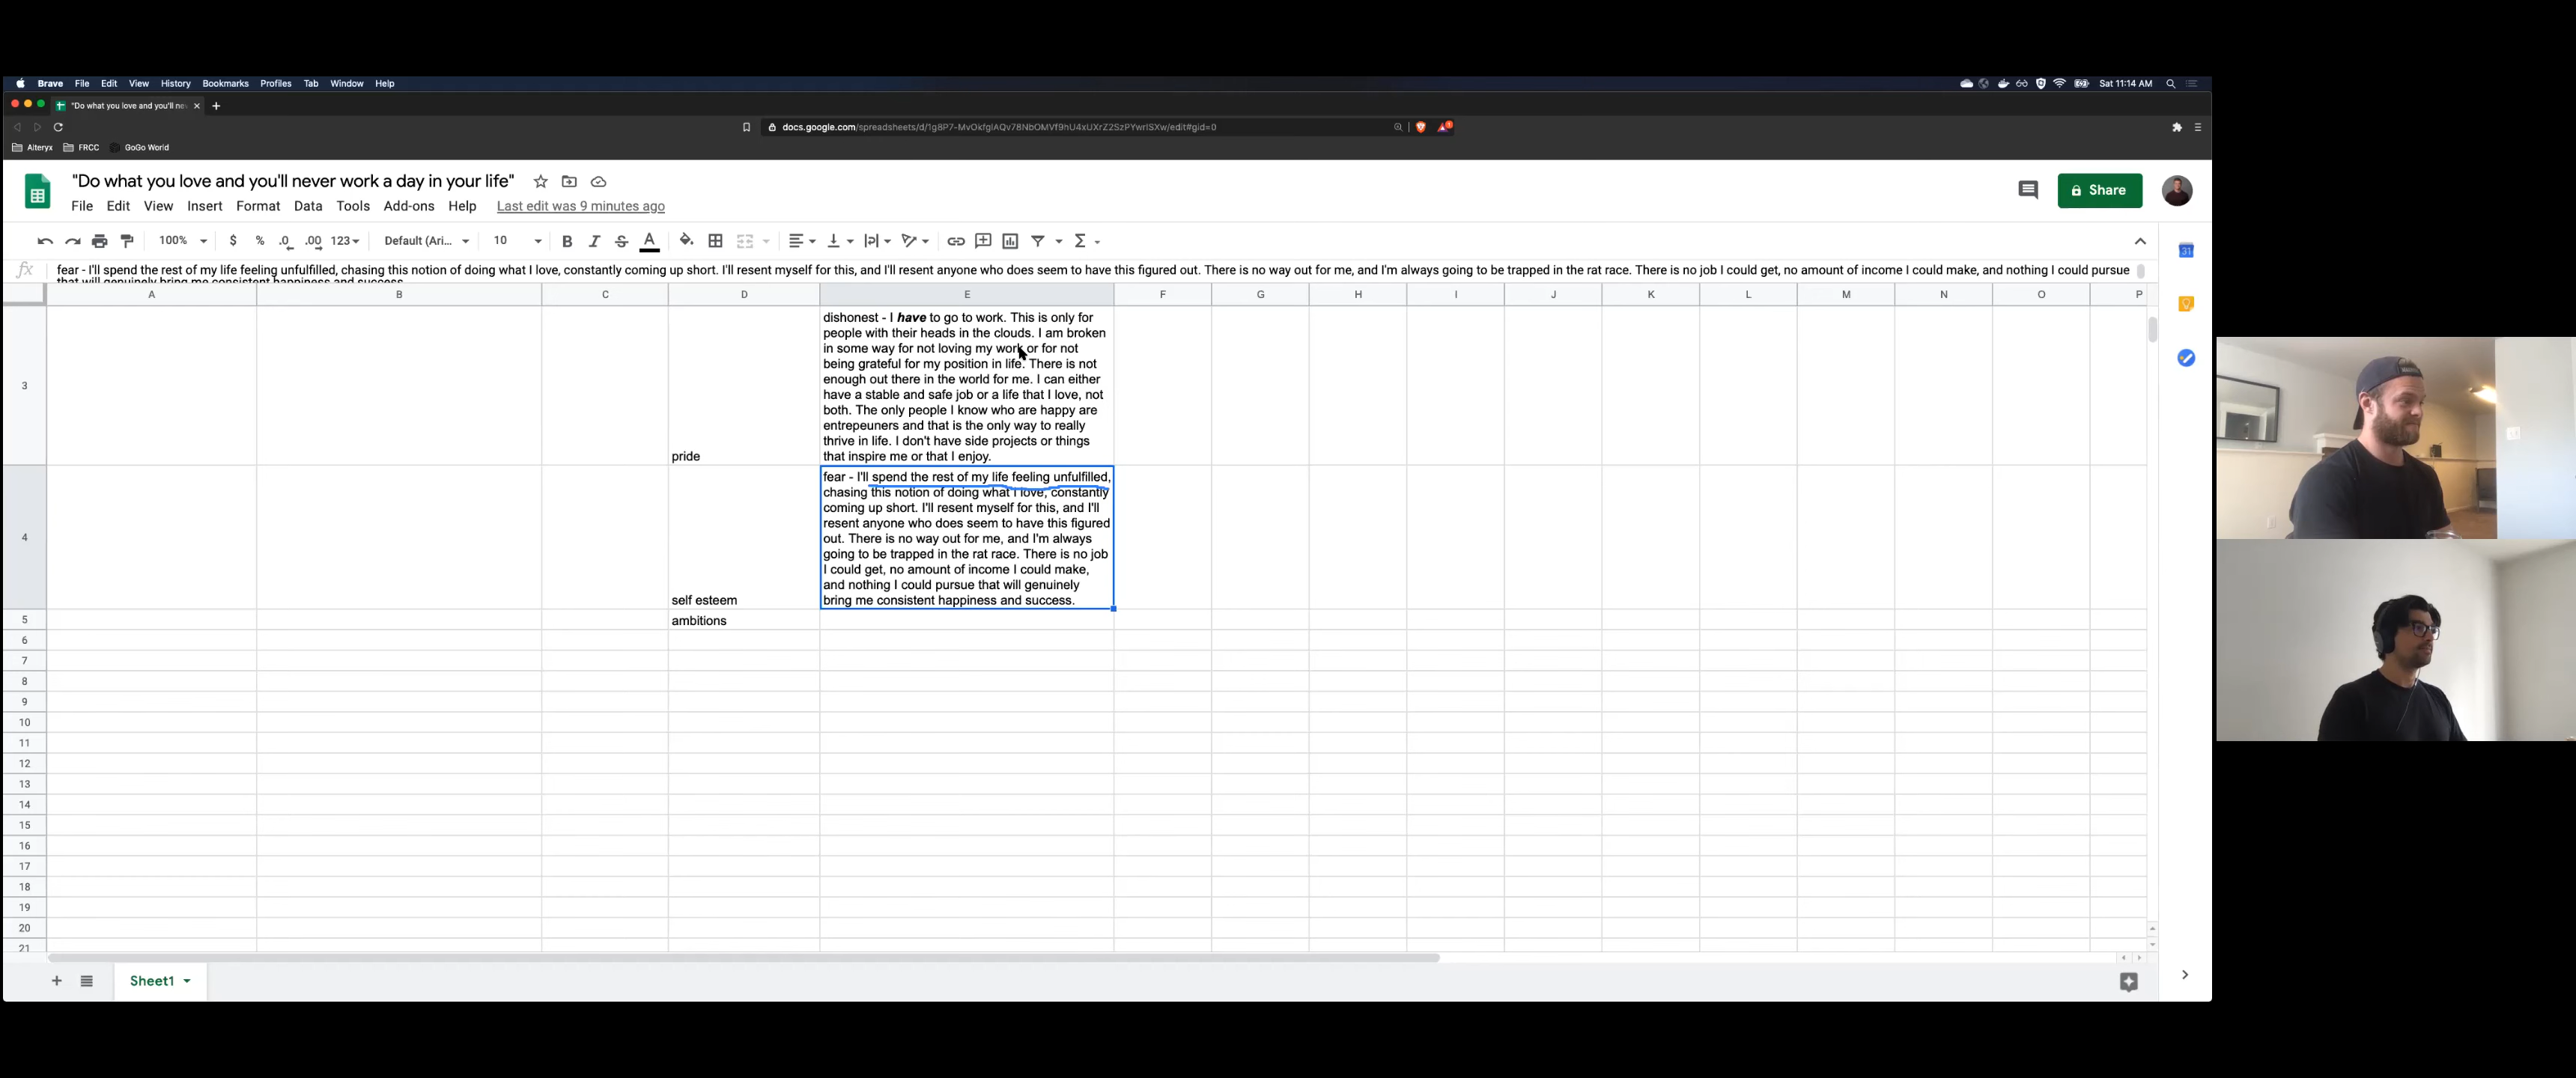 Brave File Edit View History Bookmarks Profiles Tab Window Help
Sat 11:14 AM
"Do what you love and you'll ne
docs.google.com/spreadsheets/d/
/edit#gid=0
Alteryx FRCC GoGo World
"Do what you love and you'll never work a day in your life"
Share
File Edit View Insert Format Data Tools Add-ons Help Last edit was 9 minutes ago
100% $ % .0 .00 123 Default (Ari... 10 B I S A
31
fx fear - I'll spend the rest of my life feeling unfulfilled, chasing this notion of doing what I love, constantly coming up short. I'll resent myself for this, and I'll resent anyone who does seem to have this figured out. There is no way out for me, and I'm always going to be trapped in the rat race. There is no job I could get, no amount of income I could make, and nothing I could pursue
that will genuinely bring me consistent happiness and success.
A B C D E F G H I J K L M N O P
dishonest - I have to go to work. This is only for
people with their heads in the clouds. I am broken
in some way for not loving my work or for not
being grateful for my position in life. There is not
enough out there in the world for me. I can either
have a stable and safe job or a life that I love, not
both. The only people I know who are happy are
entrepeuners and that is the only way to really
thrive in life. I don't have side projects or things
that inspire me or that I enjoy.
3
pride
fear - I'll spend the rest of my life feeling unfulfilled,
chasing this notion of doing what I love, constantly
coming up short. I'll resent myself for this, and I'll
resent anyone who does seem to have this figured
out. There is no way out for me, and I'm always
going to be trapped in the rat race. There is no job
I could get, no amount of income I could make,
and nothing I could pursue that will genuinely
bring me consistent happiness and success.
4
self esteem
5 ambitions
6
7
8
9
10
11
12
13
14
15
16
17
18
19
20
21
Sheet1